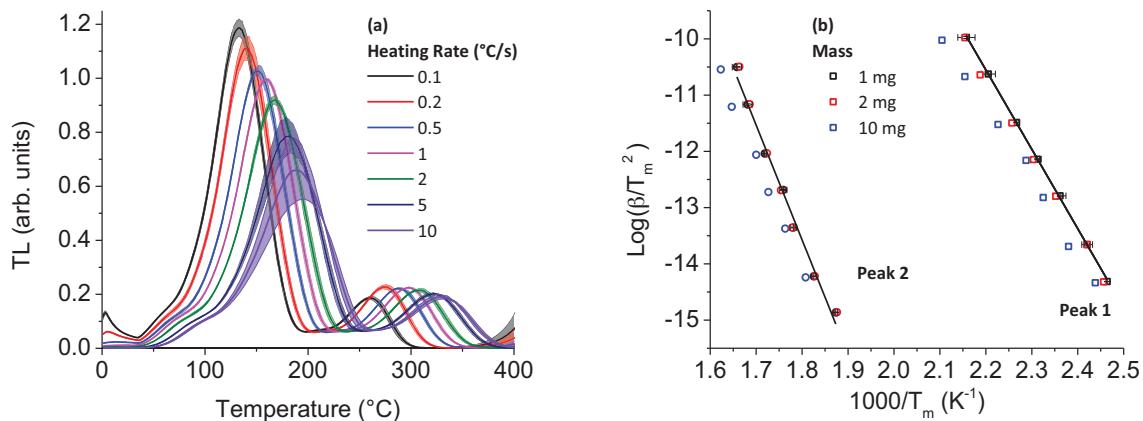 (a)
Heating Rate (°C/s)
0.1
0.2
0.5
1
2
5
10
TL (arb. units)
1.2
1.0
0.8
0.6
0.4
0.2
0.0
0 100 200 300 400
Temperature (°C)
(b)
Mass
1 mg
2 mg
10 mg
Peak 2
Peak 1
Log(β/Tm²)
-10
-11
-12
-13
-14
-15
1.6 1.7 1.8 1.9 2.0 2.1 2.2 2.3 2.4 2.5
1000/Tm (K⁻¹)